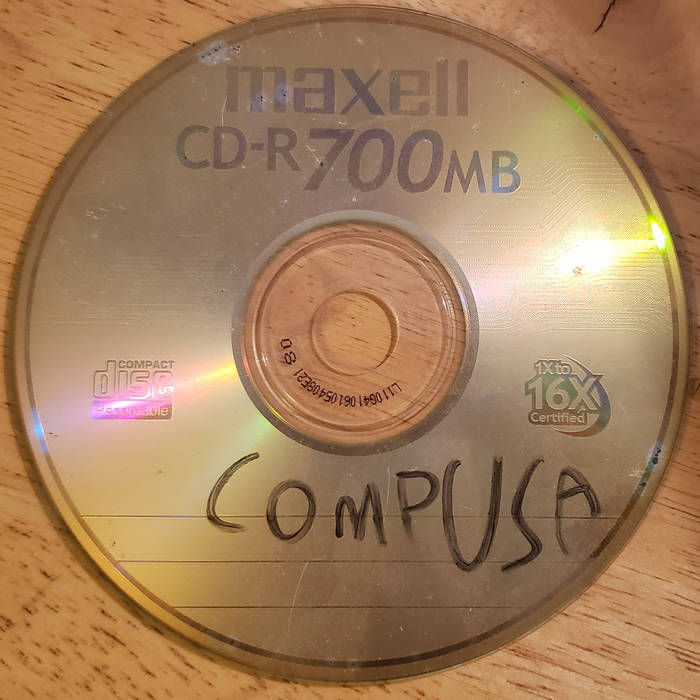 maxell
CD-R 700MB
COMPACT
disc
Recordable
1X to
16X
Certified
COMPUSA